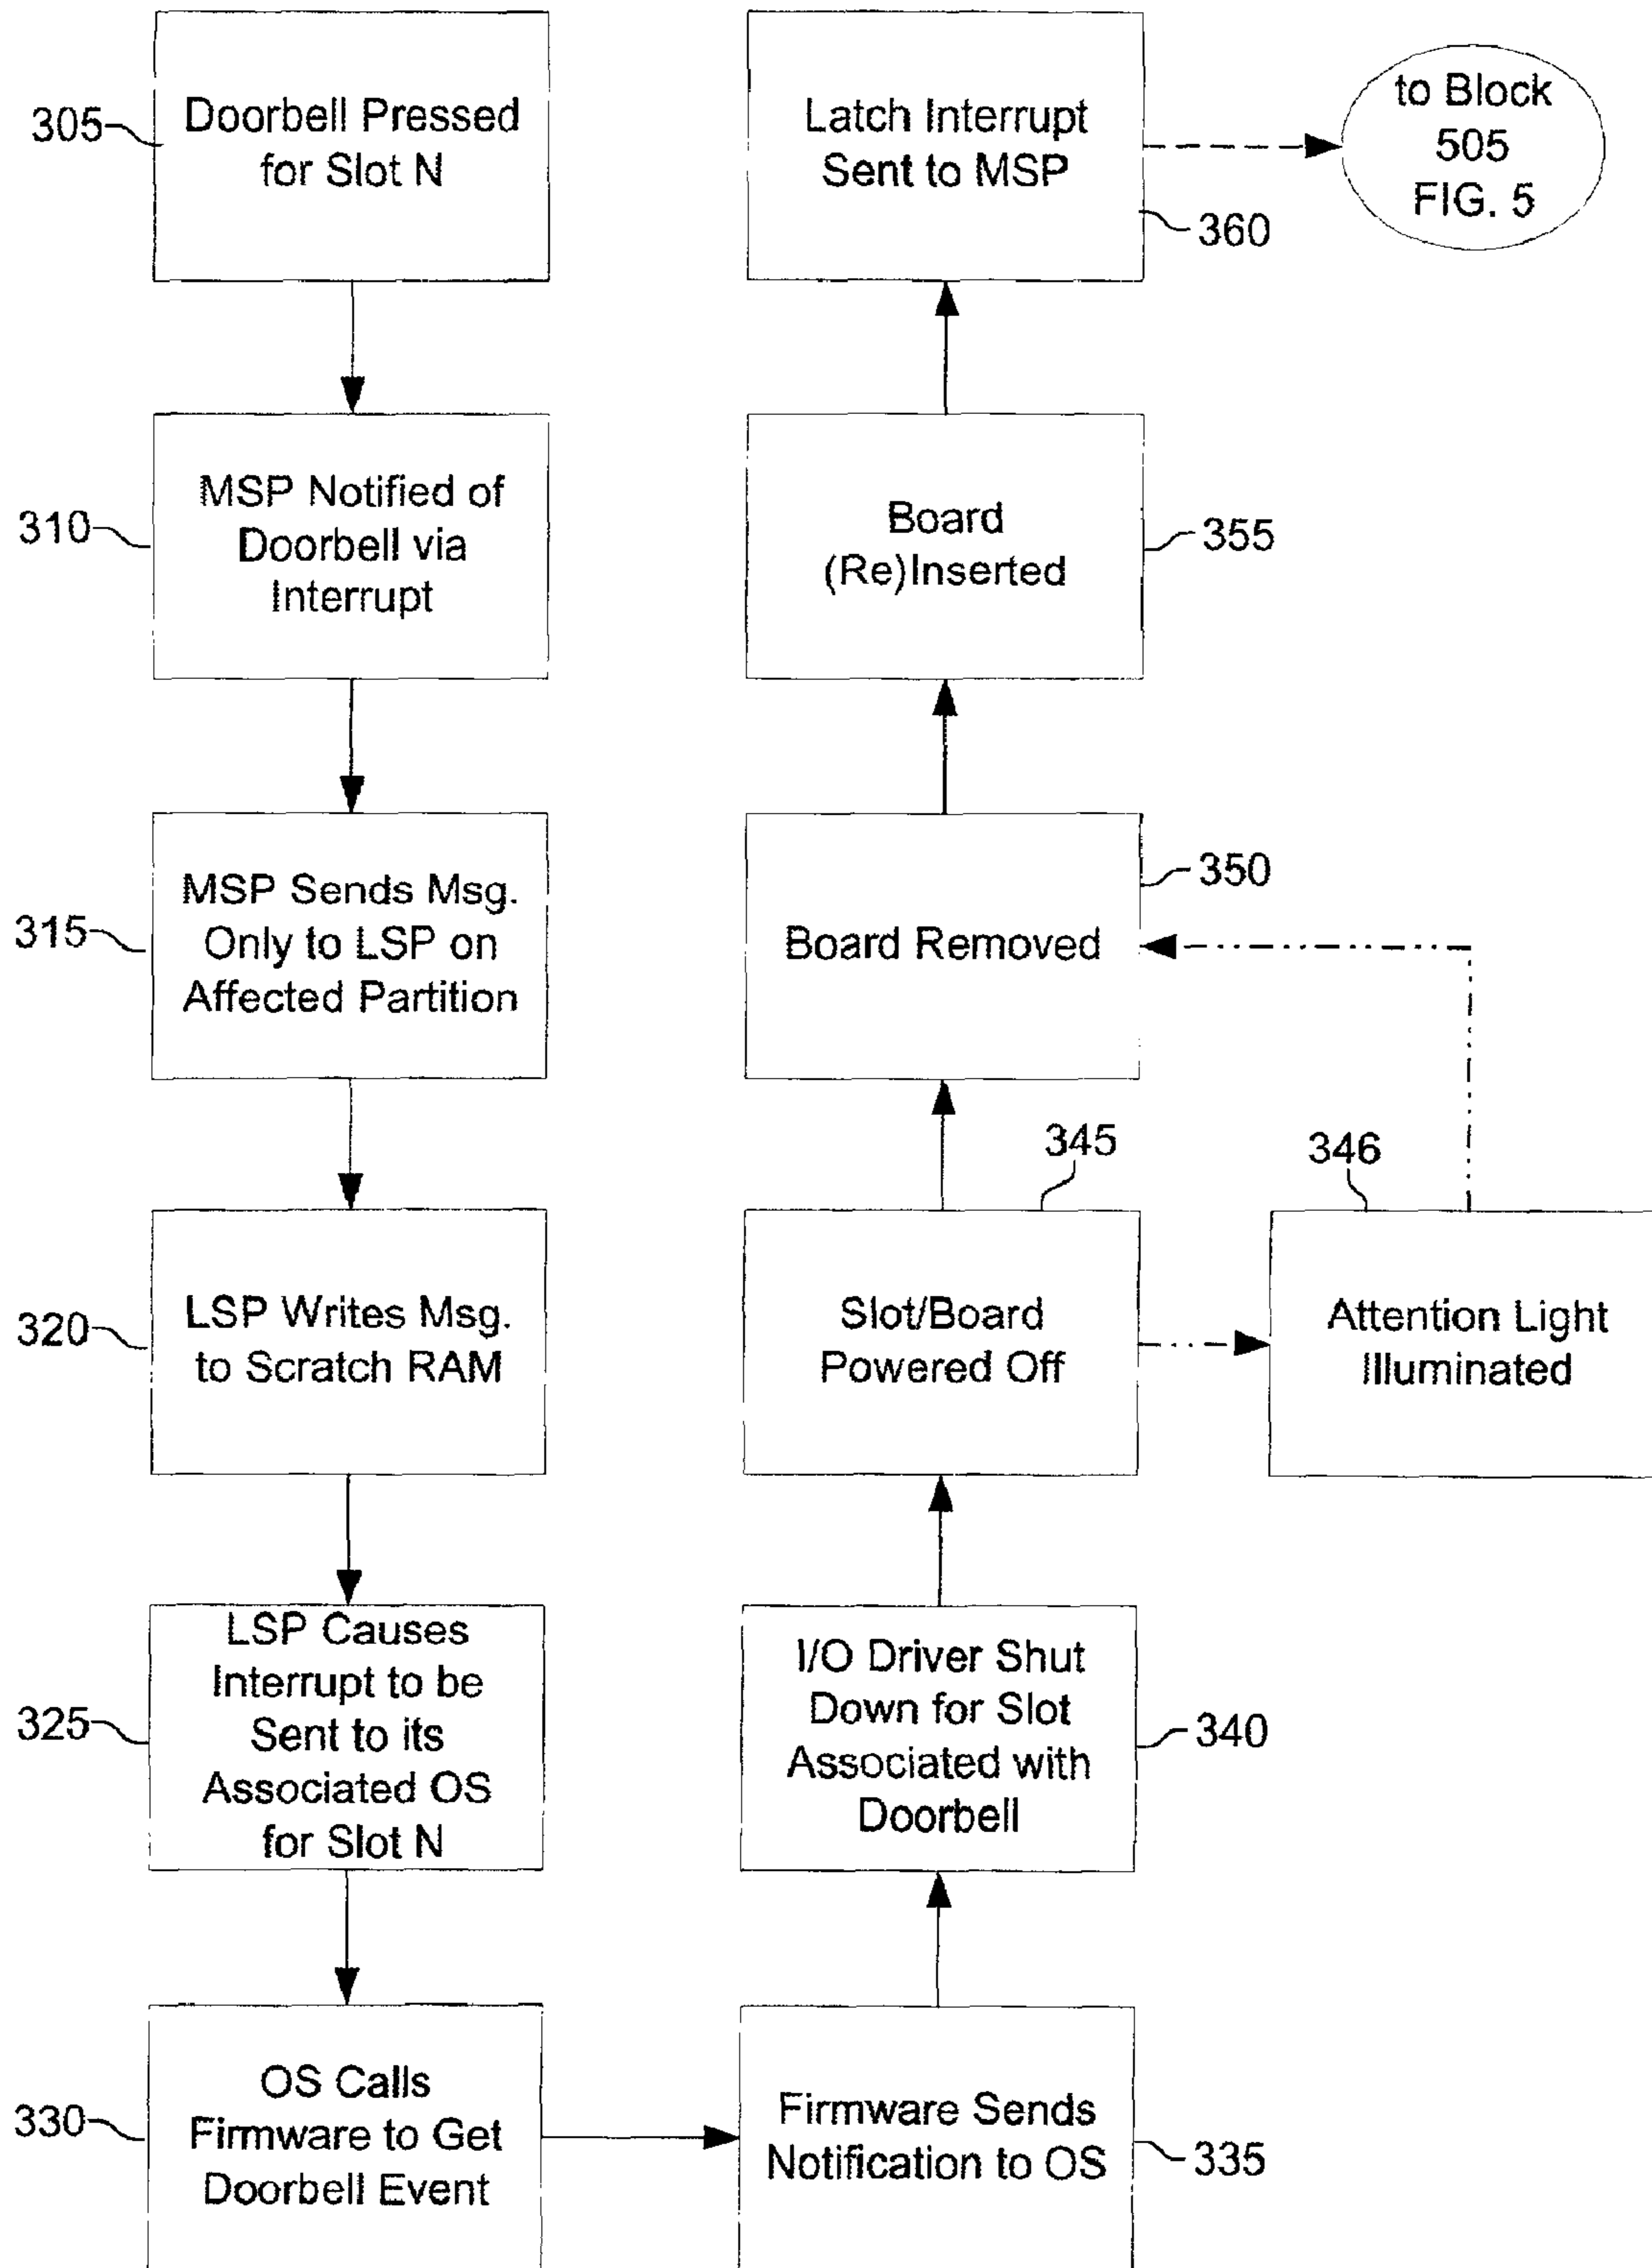 305
Doorbell Pressed
for Slot N
310
MSP Notified of
Doorbell via
Interrupt
315
MSP Sends Msg.
Only to LSP on
Affected Partition
320
LSP Writes Msg.
to Scratch RAM
325
LSP Causes
Interrupt to be
Sent to its
Associated OS
for Slot N
330
OS Calls
Firmware to Get
Doorbell Event
Firmware Sends
Notification to OS
335
I/O Driver Shut
Down for Slot
Associated with
Doorbell
340
345
Slot/Board
Powered Off
346
Attention Light
Illuminated
350
Board Removed
355
Board
(Re)Inserted
Latch Interrupt
Sent to MSP
360
to Block
505
FIG. 5